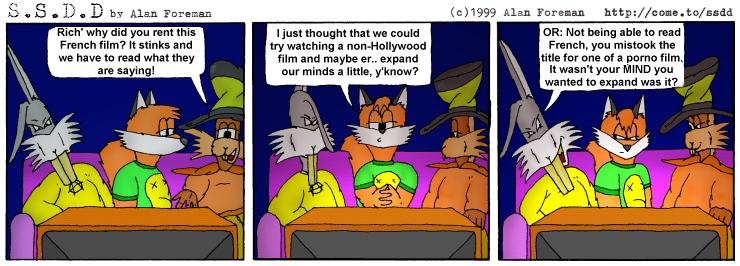 S.S.D.D by Alan Foreman
(c)1999 Alan Foreman http://come.to/ssdd
Rich' why did you rent this
French film? It stinks and
we have to read what they
are saying!
I just thought that we could
try watching a non-Hollywood
film and maybe er.. expand
our minds a little, y'know?
OR: Not being able to read
French, you mistook the
title for one of a porno film.
It wasn't your MIND you
wanted to expand was it?